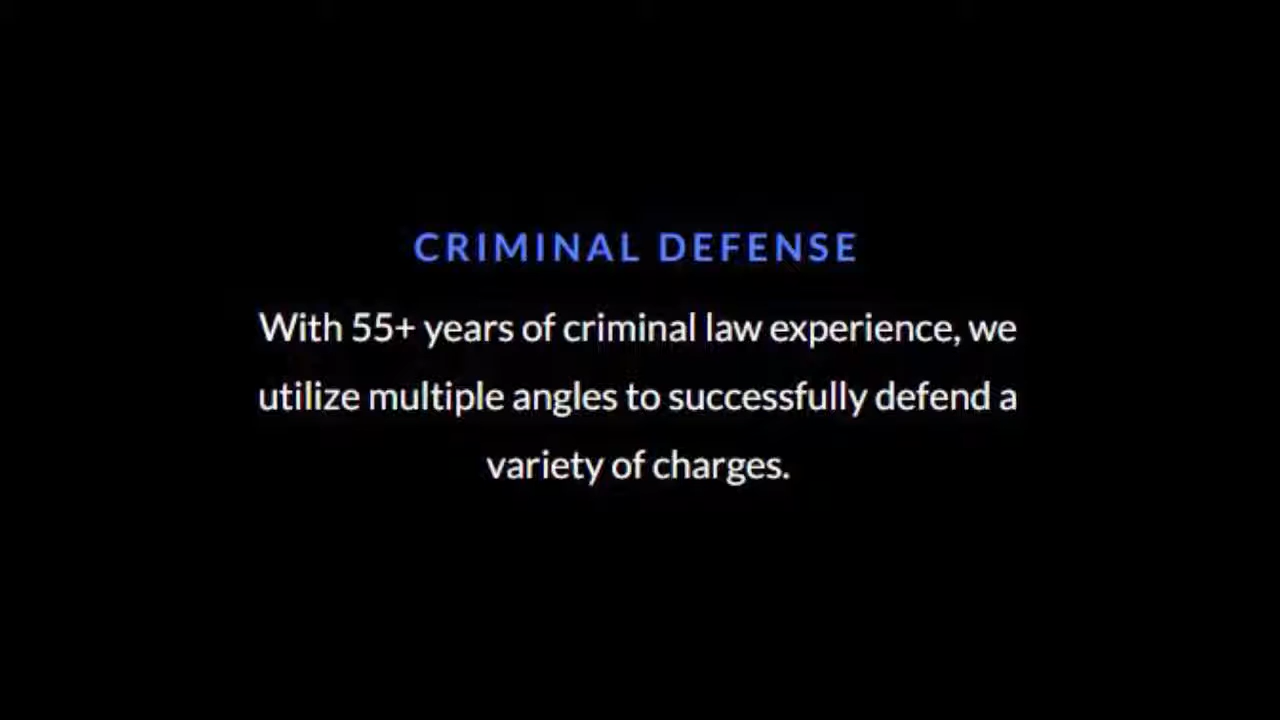 CRIMINAL DEFENSE
With 55+ years of criminal law experience, we
utilize multiple angles to successfully defend a
variety of charges.